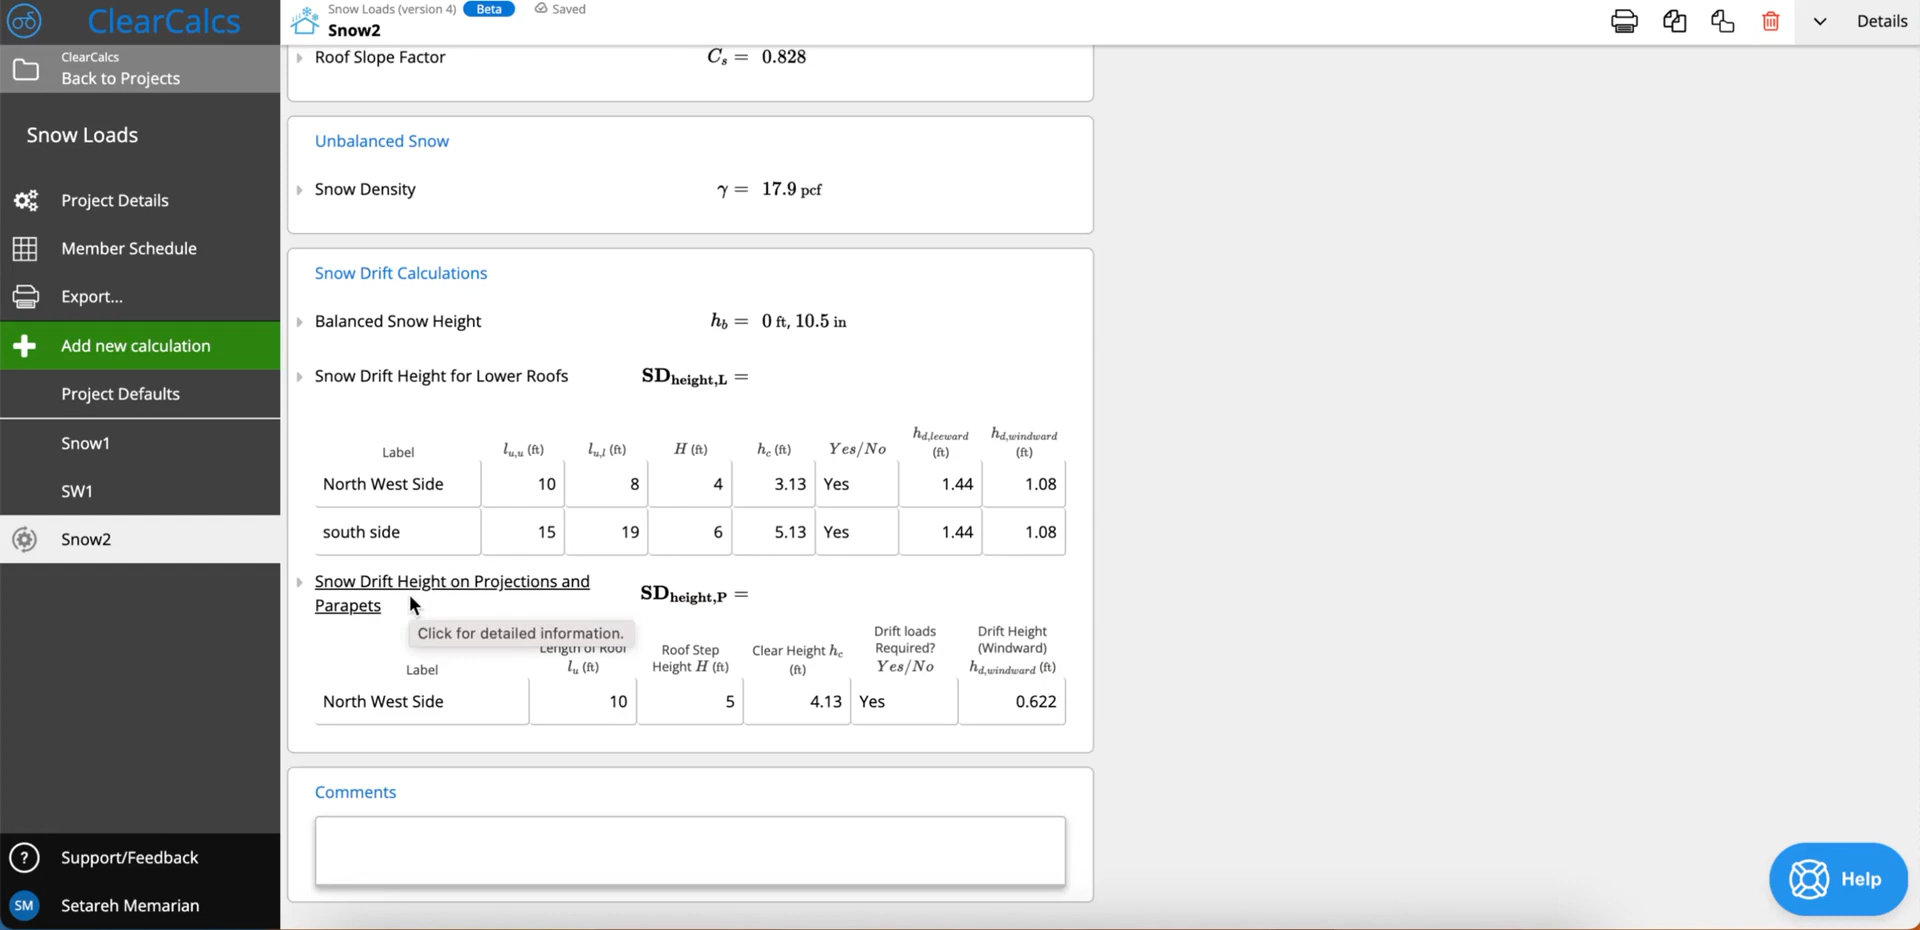 ClearCalcs
ClearCalcs
Back to Projects
Snow Loads
Project Details
Member Schedule
Export...
Add new calculation
Project Defaults
Snow1
SW1
Snow2
Support/Feedback
SM Setareh Memarian
Snow Loads (version 4) Beta Saved
Snow2
Details
Roof Slope Factor Cs = 0.828
Unbalanced Snow
Snow Density γ = 17.9 pcf
Snow Drift Calculations
Balanced Snow Height hb = 0 ft, 10.5 in
Snow Drift Height for Lower Roofs SDheight,L =
Label lu,u (ft) lu,l (ft) H (ft) hc (ft) Yes/No hd,leeward (ft) hd,windward (ft)
North West Side 10 8 4 3.13 Yes 1.44 1.08
south side 15 19 6 5.13 Yes 1.44 1.08
Snow Drift Height on Projections and
Parapets SDheight,P =
Click for detailed information.
Label Length of Roof lu (ft) Roof Step Height H (ft) Clear Height hc (ft) Drift loads Required? Yes/No Drift Height (Windward) hd,windward (ft)
North West Side 10 5 4.13 Yes 0.622
Comments
? Help